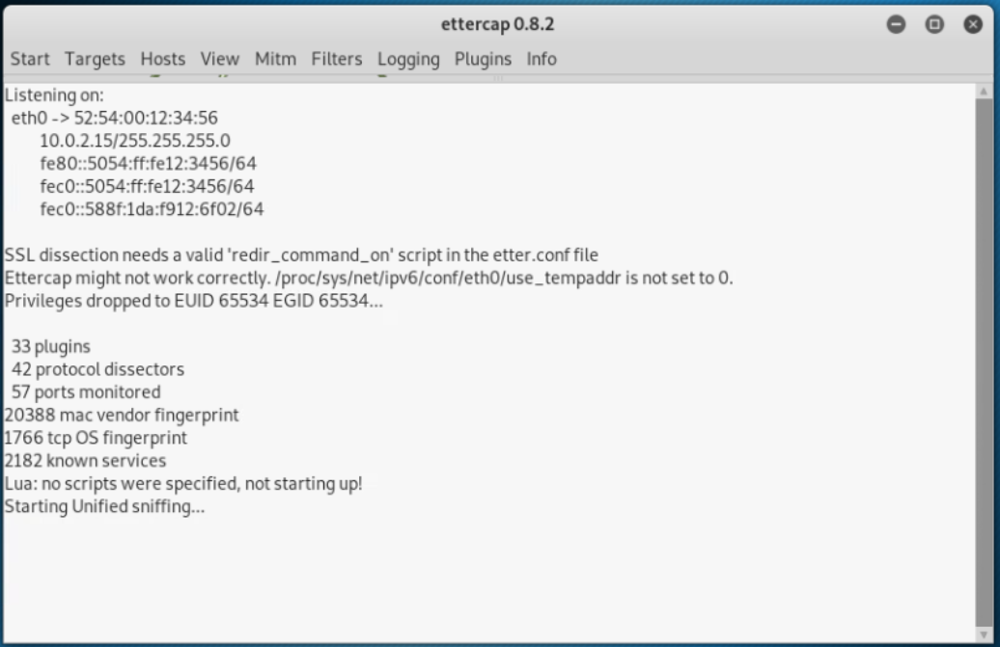 ettercap 0.8.2
Start Targets Hosts View Mitm Filters Logging Plugins Info
Listening on:
eth0 -> 52:54:00:12:34:56
10.0.2.15/255.255.255.0
fe80::5054:ff:fe12:3456/64
fec0::5054:ff:fe12:3456/64
fec0::588f:1da:f912:6f02/64
SSL dissection needs a valid 'redir_command_on' script in the etter.conf file
Ettercap might not work correctly. /proc/sys/net/ipv6/conf/eth0/use_tempaddr is not set to 0.
Privileges dropped to EUID 65534 EGID 65534...
33 plugins
42 protocol dissectors
57 ports monitored
20388 mac vendor fingerprint
1766 tcp OS fingerprint
2182 known services
Lua: no scripts were specified, not starting up!
Starting Unified sniffing...